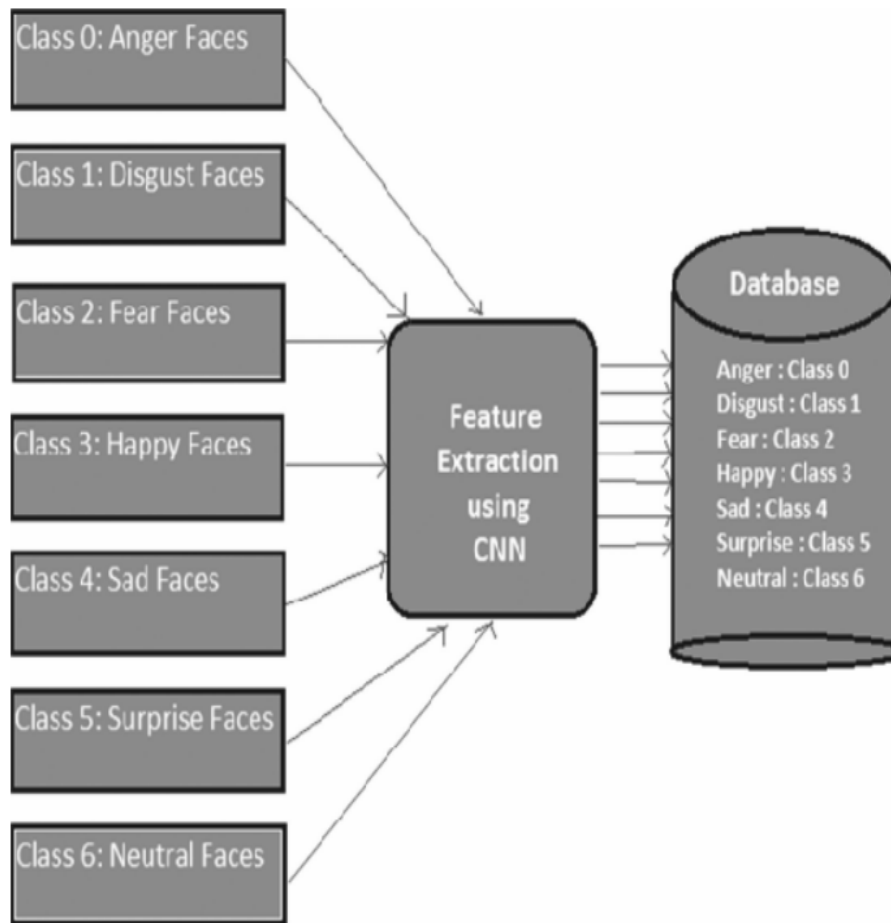 Class 0: Anger Faces
Class 1: Disgust Faces
Class 2: Fear Faces
Class 3: Happy Faces
Class 4: Sad Faces
Class 5: Surprise Faces
Class 6: Neutral Faces
Feature
Extraction
using
CNN
Database
Anger : Class 0
Disgust : Class 1
Fear : Class 2
Happy : Class 3
Sad : Class 4
Surprise : Class 5
Neutral : Class 6